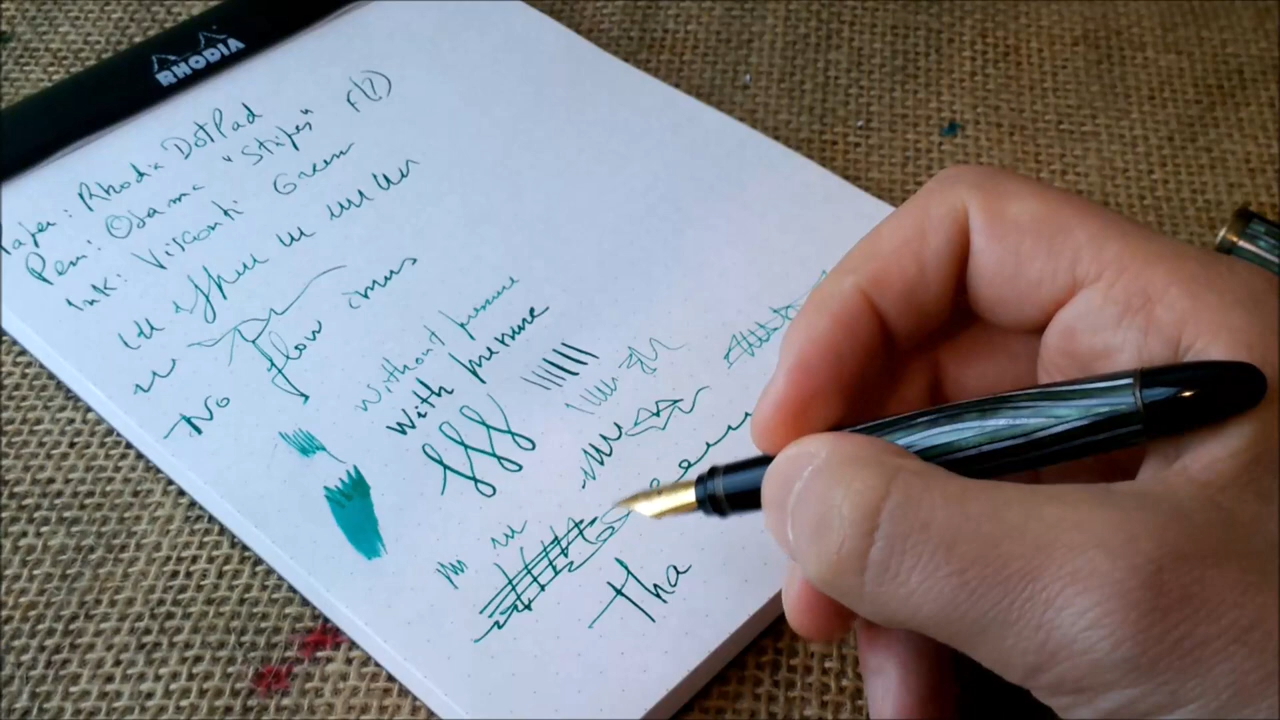 RHODIA
Paper: Rhodia DotPad
Pen: Osama "Stripes" F(?)
Ink: Visconti Green
No flow
Without pressure
With pressure
Tha